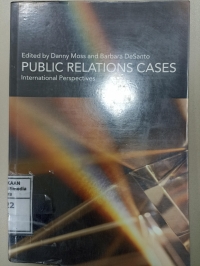 Edited by Danny Moss and Barbara DeSanto
PUBLIC RELATIONS CASES
International Perspectives